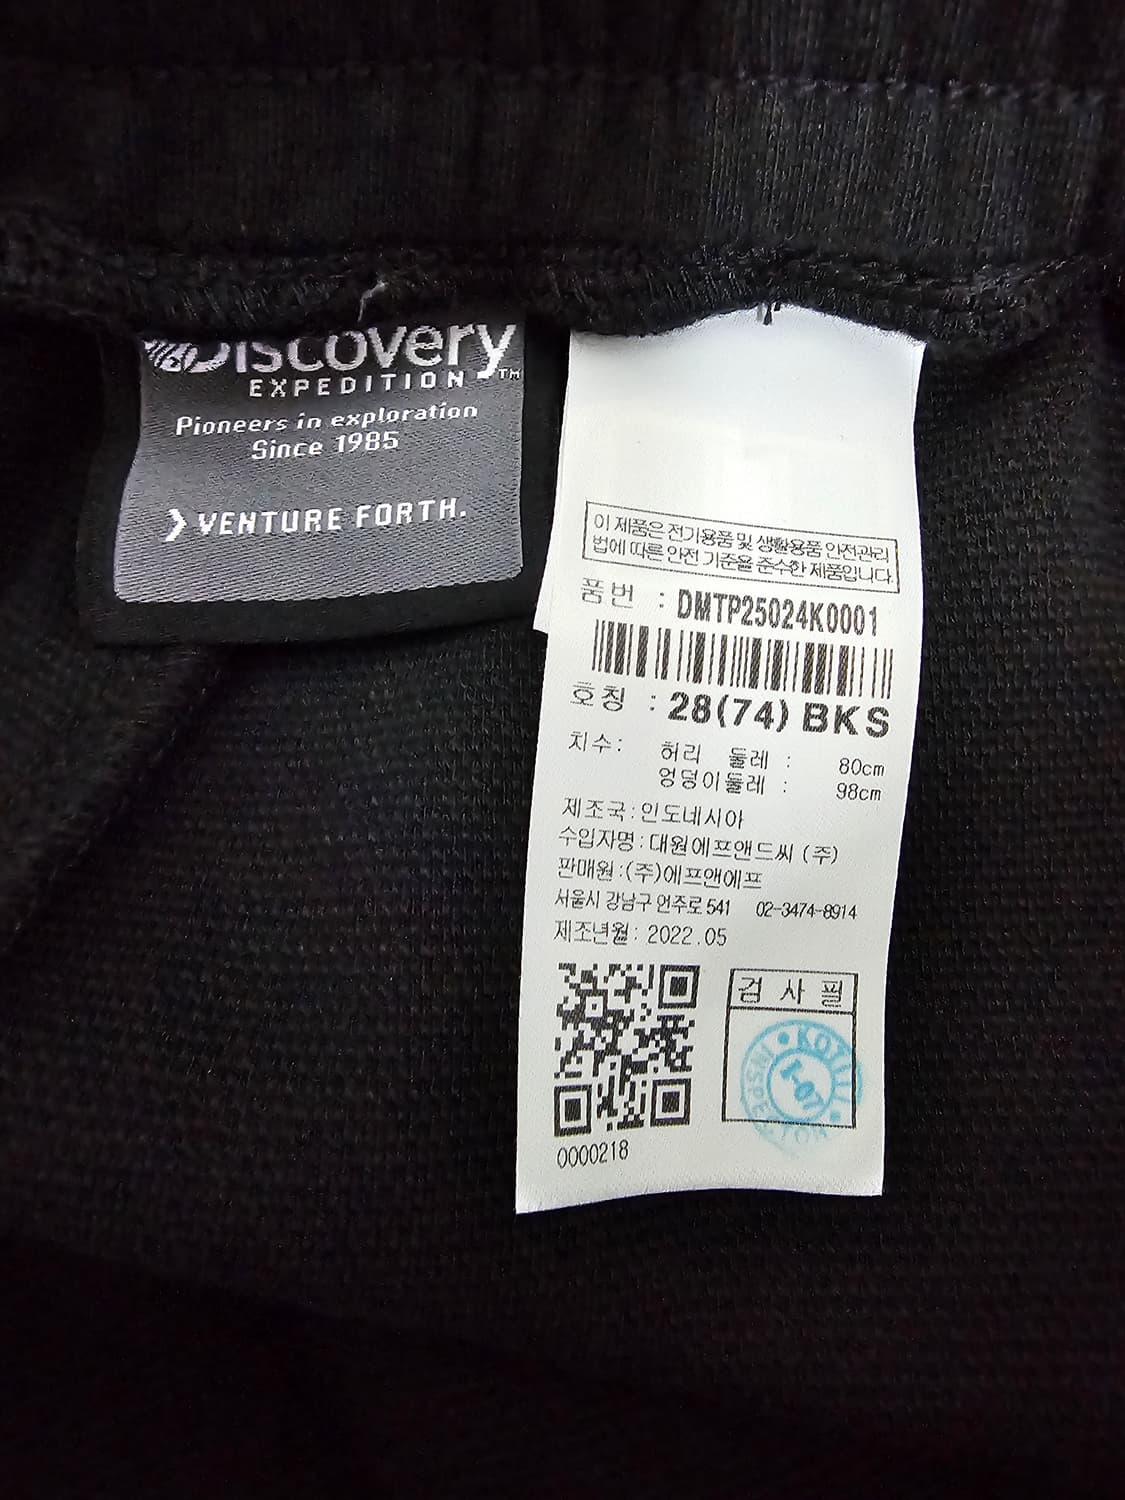 Discovery
EXPEDITION TM
Pioneers in exploration
Since 1985
❯ VENTURE FORTH.
이 제품은 전기용품 및 생활용품 안전관리
법에 따른 안전 기준을 준수한 제품입니다.
품번 : DMTP25024K0001
호칭 : 28(74) BKS
치수: 허리 둘레 : 80cm
엉덩이둘레 : 98cm
제조국:인도네시아
수입자명:대원에프앤드씨 (주)
판매원:(주)에프앤에프
서울시 강남구 언주로 541 02-3474-8914
제조년월: 2022.05
검 사 필
KOTITI
INSPECTION
0000218